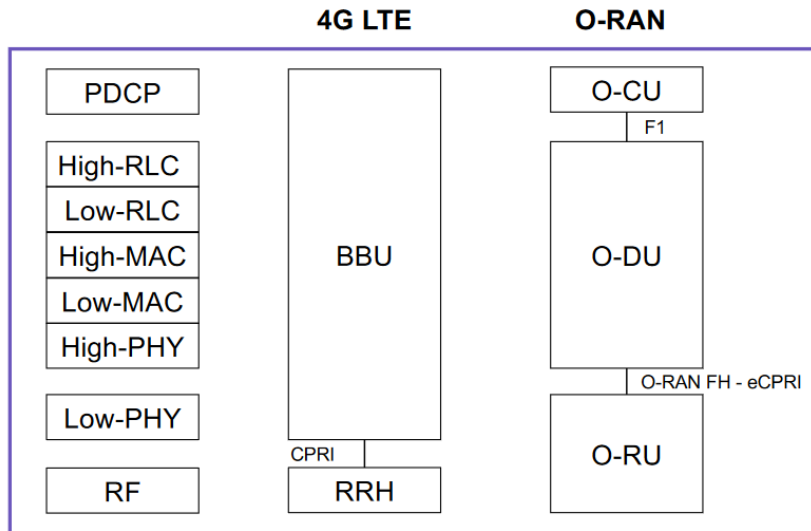 4G LTE
O-RAN
PDCP
High-RLC
Low-RLC
High-MAC
Low-MAC
High-PHY
Low-PHY
RF
BBU
CPRI
RRH
O-CU
F1
O-DU
O-RAN FH - eCPRI
O-RU